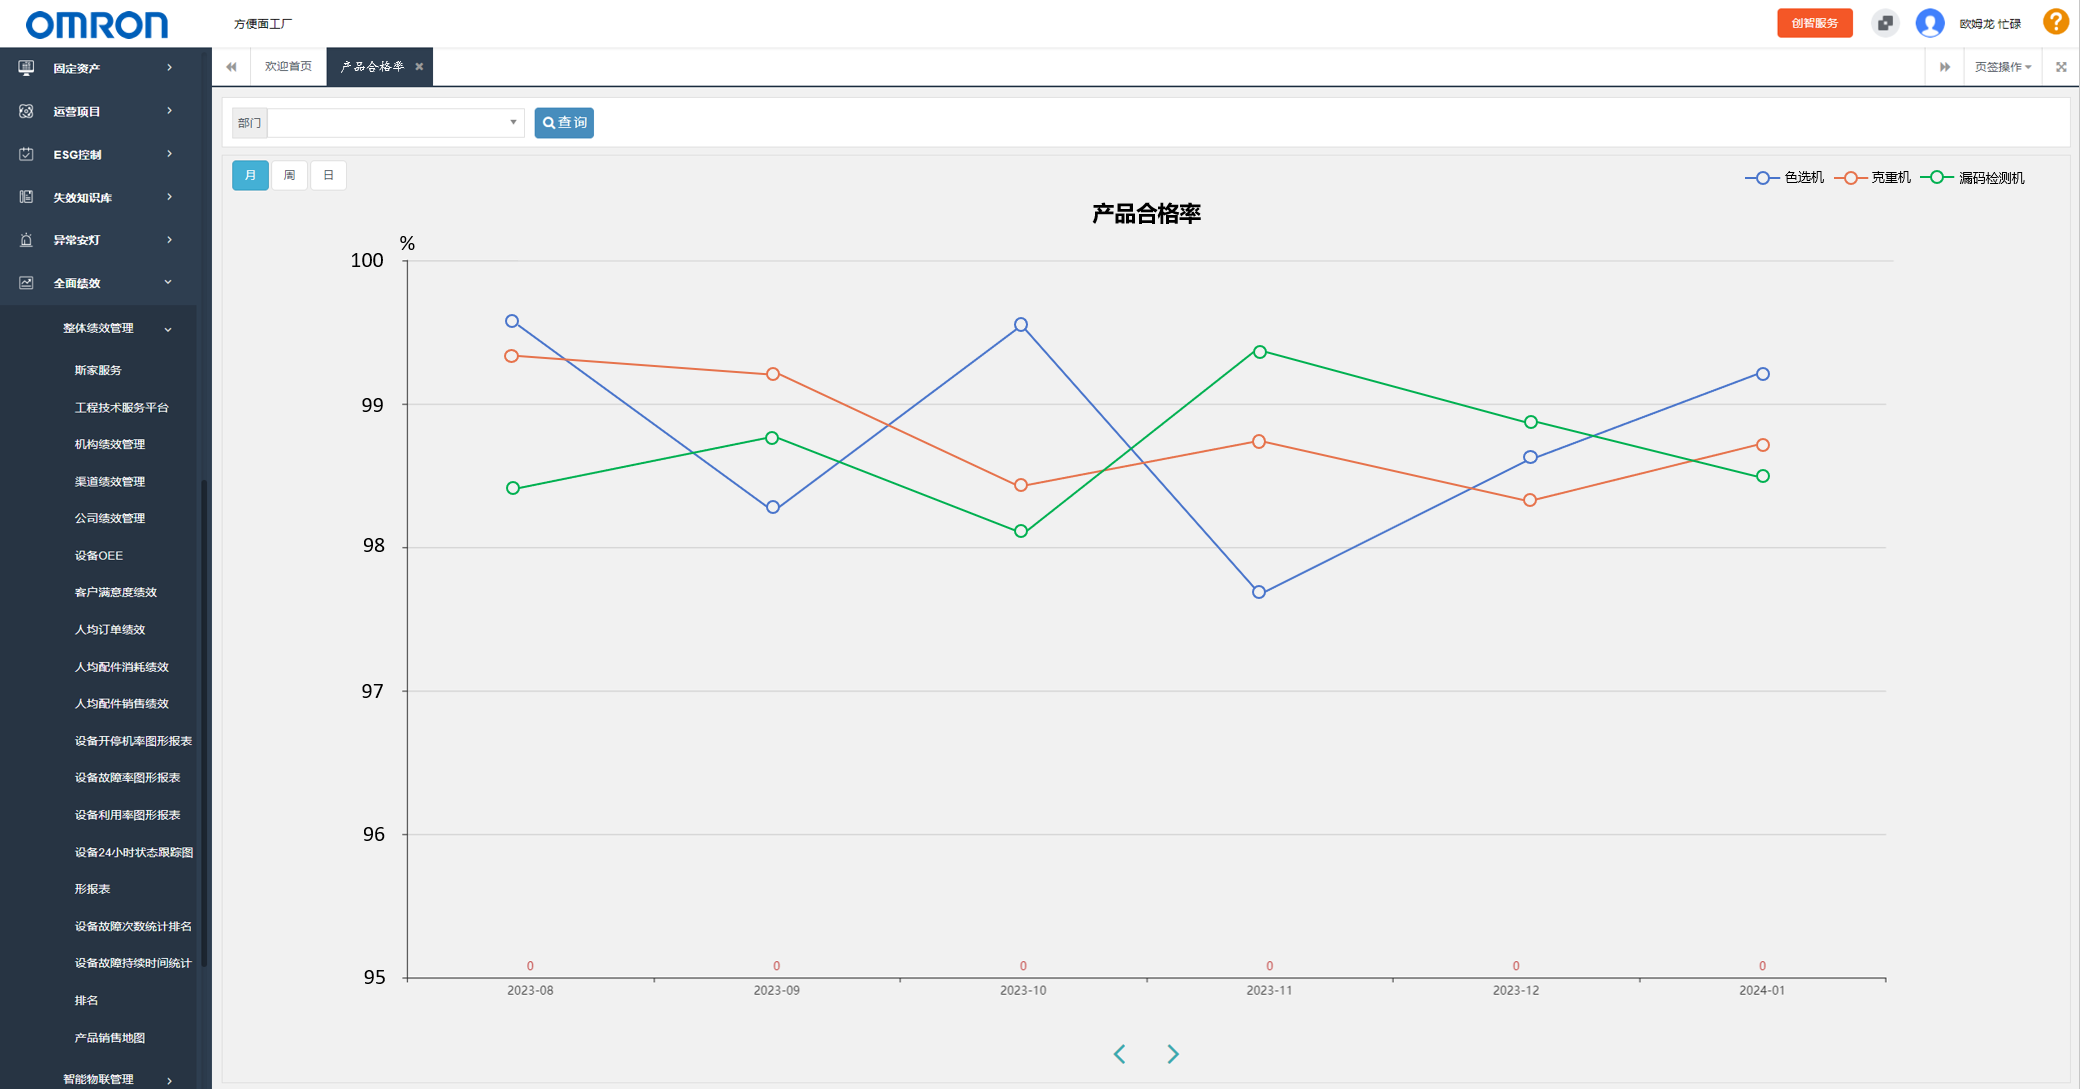 OMRON
方便面工厂
创智服务
欧姆龙 忙碌
固定资产
运营项目
ESG控制
失效知识库
异常安灯
全面绩效
整体绩效管理
斯家服务
工程技术服务平台
机构绩效管理
渠道绩效管理
公司绩效管理
设备OEE
客户满意度绩效
人均订单绩效
人均配件消耗绩效
人均配件销售绩效
设备开停机率图形报表
设备故障率图形报表
设备利用率图形报表
设备24小时状态跟踪图
形报表
设备故障次数统计排名
设备故障持续时间统计
排名
产品销售地图
智能物联管理
欢迎首页
产品合格率
页签操作
部门
查询
月 周 日
色选机 克重机 漏码检测机
产品合格率
%
100
99
98
97
96
95
0 0 0 0 0 0
2023-08 2023-09 2023-10 2023-11 2023-12 2024-01